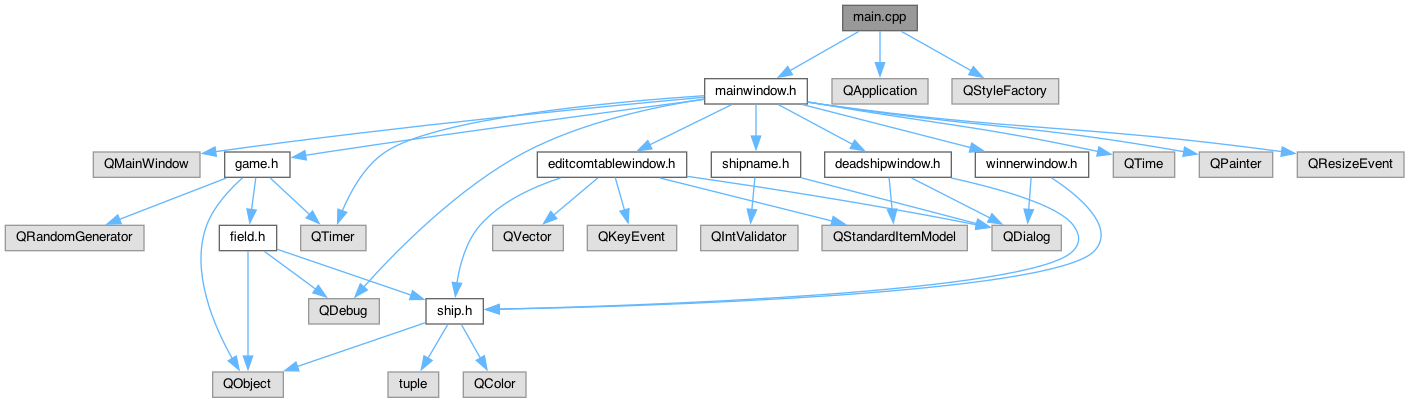 main.cpp
mainwindow.h
QApplication
QStyleFactory
QMainWindow
game.h
editcomtablewindow.h
shipname.h
deadshipwindow.h
winnerwindow.h
QTime
QPainter
QResizeEvent
QRandomGenerator
field.h
QTimer
QVector
QKeyEvent
QIntValidator
QStandardItemModel
QDialog
QDebug
ship.h
QObject
tuple
QColor